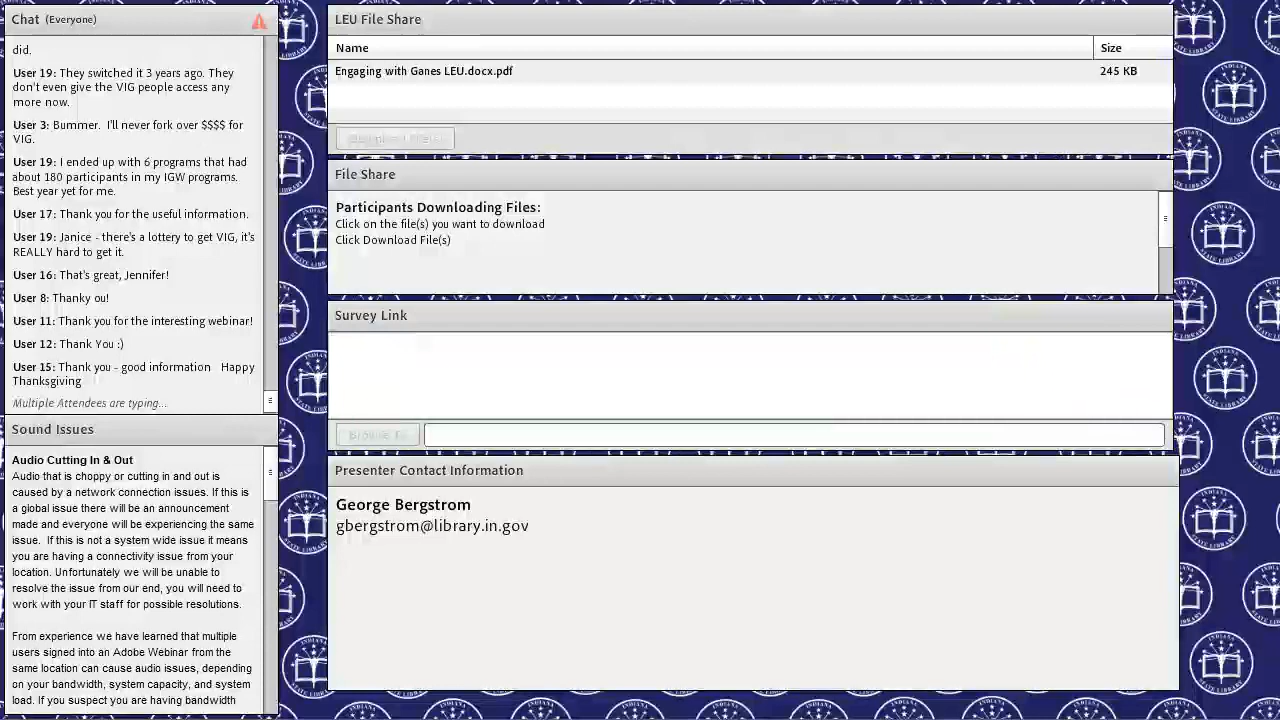 Chat (Everyone)
did.
User 19: They switched it 3 years ago. They
don't even give the VIG people access any
more now.
User 3: Bummer. I'll never fork over $$$$ for
VIG.
User 19: I ended up with 6 programs that had
about 180 participants in my IGW programs.
Best year yet for me.
User 17: Thank you for the useful information.
User 19: Janice - there's a lottery to get VIG, it's
REALLY hard to get it.
User 16: That's great, Jennifer!
User 8: Thanky ou!
User 11: Thank you for the interesting webinar!
User 12: Thank You :)
User 15: Thank you - good information Happy
Thanksgiving
Multiple Attendees are typing...
Sound Issues
Audio Cutting In & Out
Audio that is choppy or cutting in and out is
caused by a network connection issues. If this is
a global issue there will be an announcement
made and everyone will be experiencing the same
issue. If this is not a system wide issue it means
you are having a connectivity issue from your
location. Unfortunately we will be unable to
resolve the issue from our end, you will need to
work with your IT staff for possible resolutions.
From experience we have learned that multiple
users signed into an Adobe Webinar from the
same location can cause audio issues, depending
on your bandwidth, system capacity, and system
load. If you suspect you are having bandwidth
LEU File Share
Name Size
Engaging with Ganes LEU.docx.pdf 245 KB
File Share
Participants Downloading Files:
Click on the file(s) you want to download
Click Download File(s)
Survey Link
Browse To
Presenter Contact Information
George Bergstrom
gbergstrom@library.in.gov
INDIANA
STATE LIBRARY